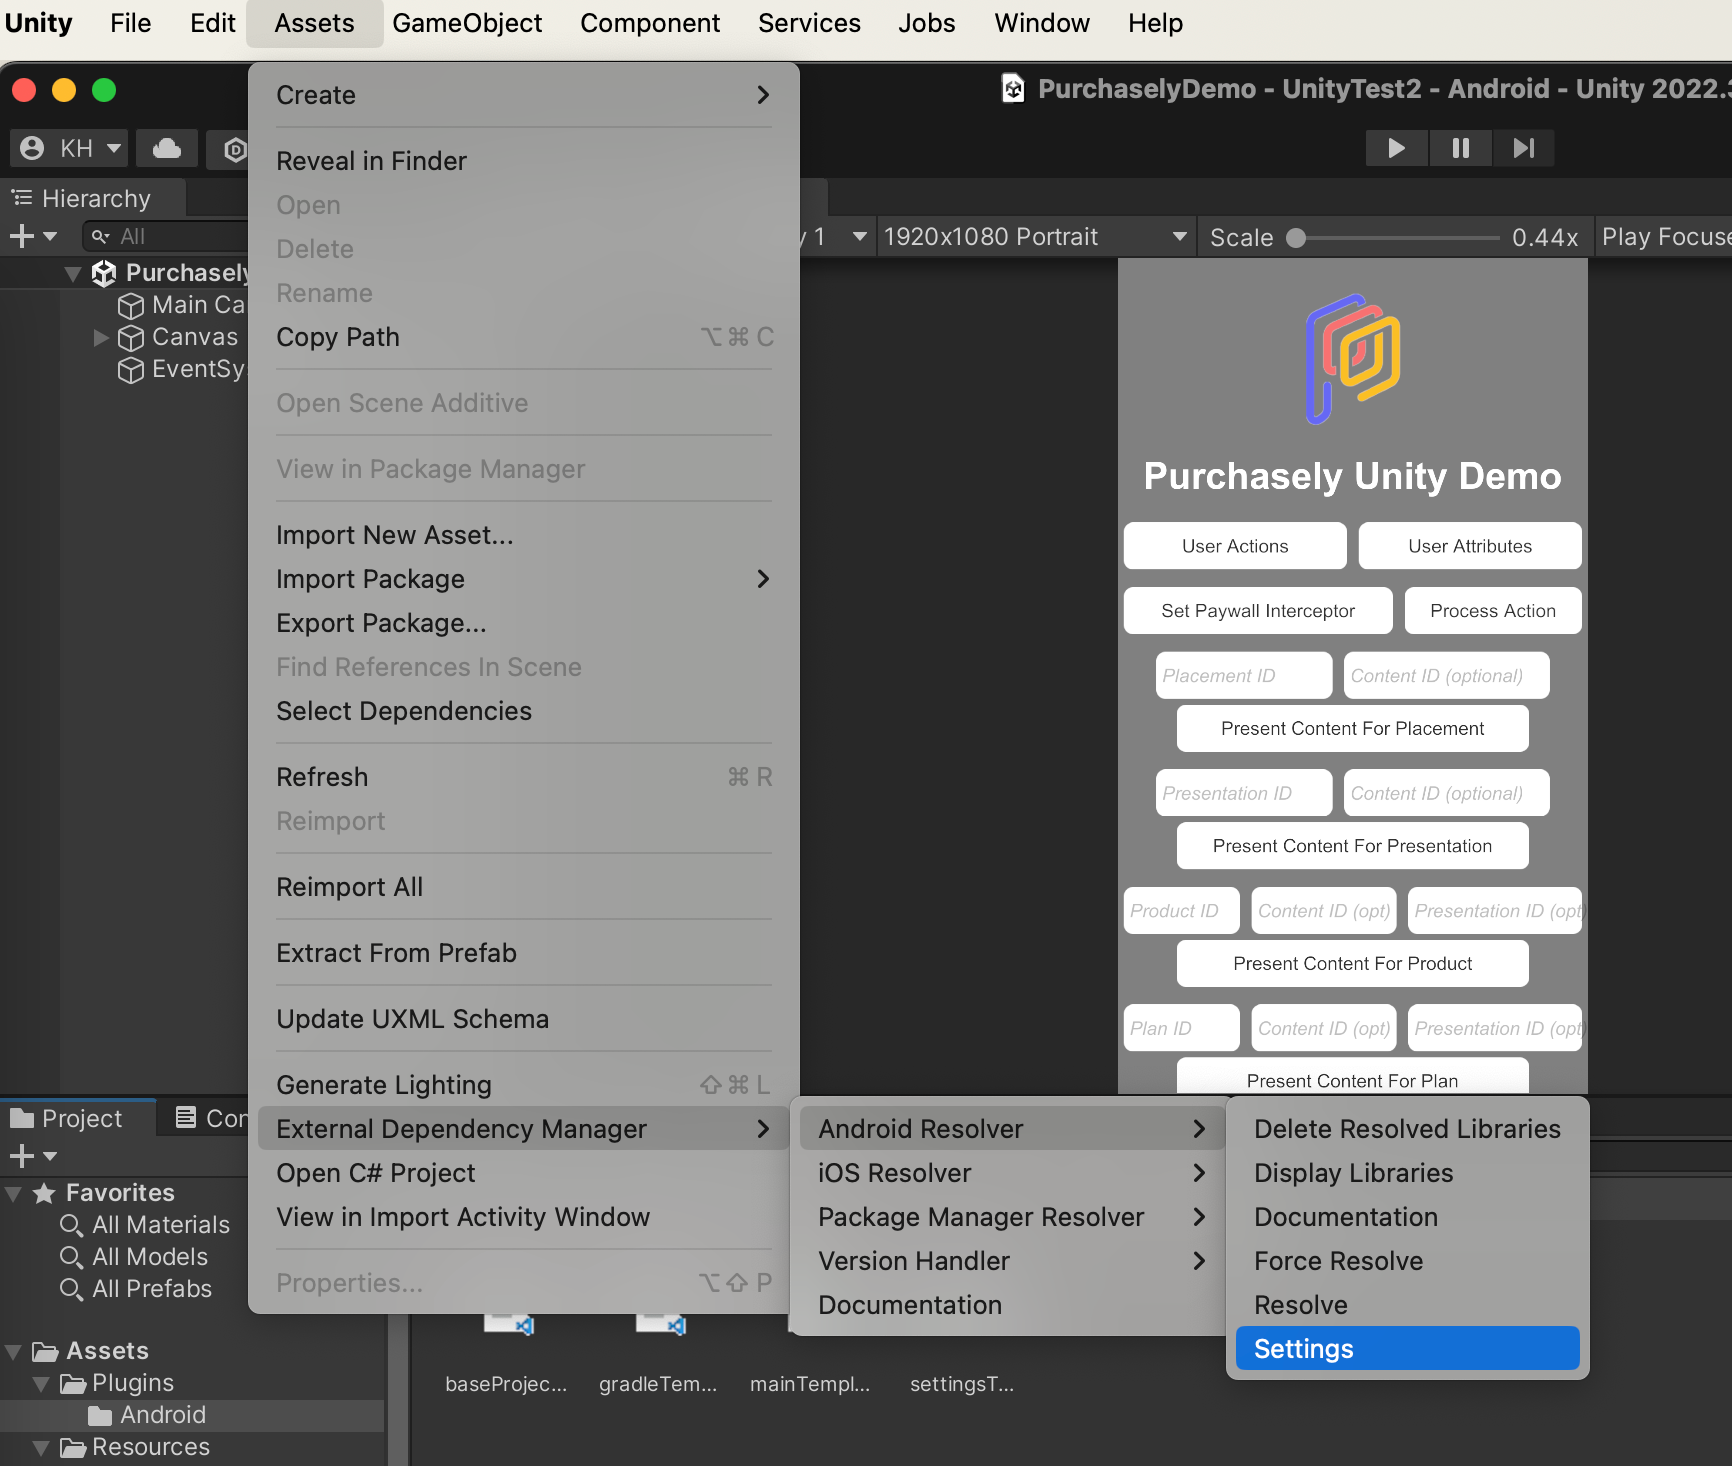 Unity File Edit Assets GameObject Component Services Jobs Window Help
PurchaselyDemo - UnityTest2 - Android - Unity 2022.3
KH
Hierarchy
All
y 1
1920x1080 Portrait
Scale
0.44x
Play Focuse
Purchasely
Main Ca
Canvas
EventSy
Create
Reveal in Finder
Open
Delete
Rename
Copy Path ⌥⌘C
Open Scene Additive
View in Package Manager
Import New Asset...
Import Package
Export Package...
Find References In Scene
Select Dependencies
Refresh ⌘R
Reimport
Reimport All
Extract From Prefab
Update UXML Schema
Generate Lighting ⇧⌘L
External Dependency Manager
Open C# Project
View in Import Activity Window
Properties... ⌥⇧P
Android Resolver
iOS Resolver
Package Manager Resolver
Version Handler
Documentation
Delete Resolved Libraries
Display Libraries
Documentation
Force Resolve
Resolve
Settings
Purchasely Unity Demo
User Actions User Attributes
Set Paywall Interceptor Process Action
Placement ID Content ID (optional)
Present Content For Placement
Presentation ID Content ID (optional)
Present Content For Presentation
Product ID Content ID (opt) Presentation ID (opt)
Present Content For Product
Plan ID Content ID (opt) Presentation ID (opt)
Present Content For Plan
Project Con
Favorites
All Materials
All Models
All Prefabs
Assets
Plugins
Android
Resources
baseProjec... gradleTem... mainTempl... settingsT...